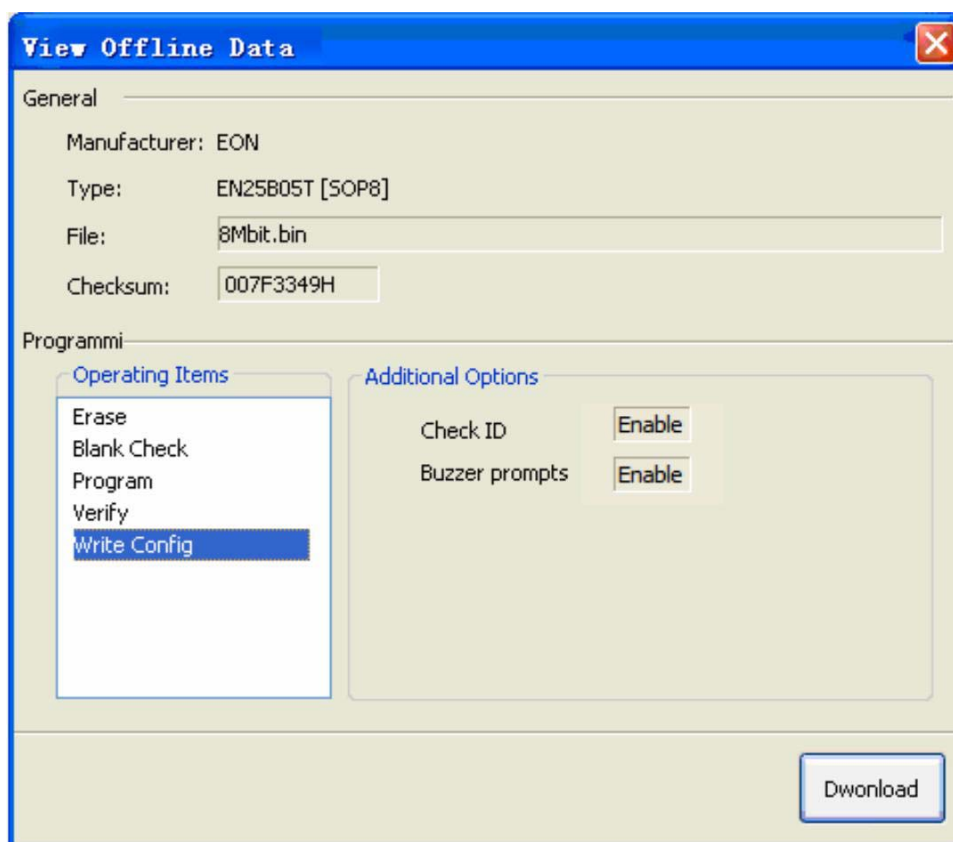 View Offline Data
General
Manufacturer: EON
Type: EN25B05T [SOP8]
File: 8Mbit.bin
Checksum: 007F3349H
Programmi
Operating Items
Erase
Blank Check
Program
Verify
Write Config
Additional Options
Check ID Enable
Buzzer prompts Enable
Dwonload